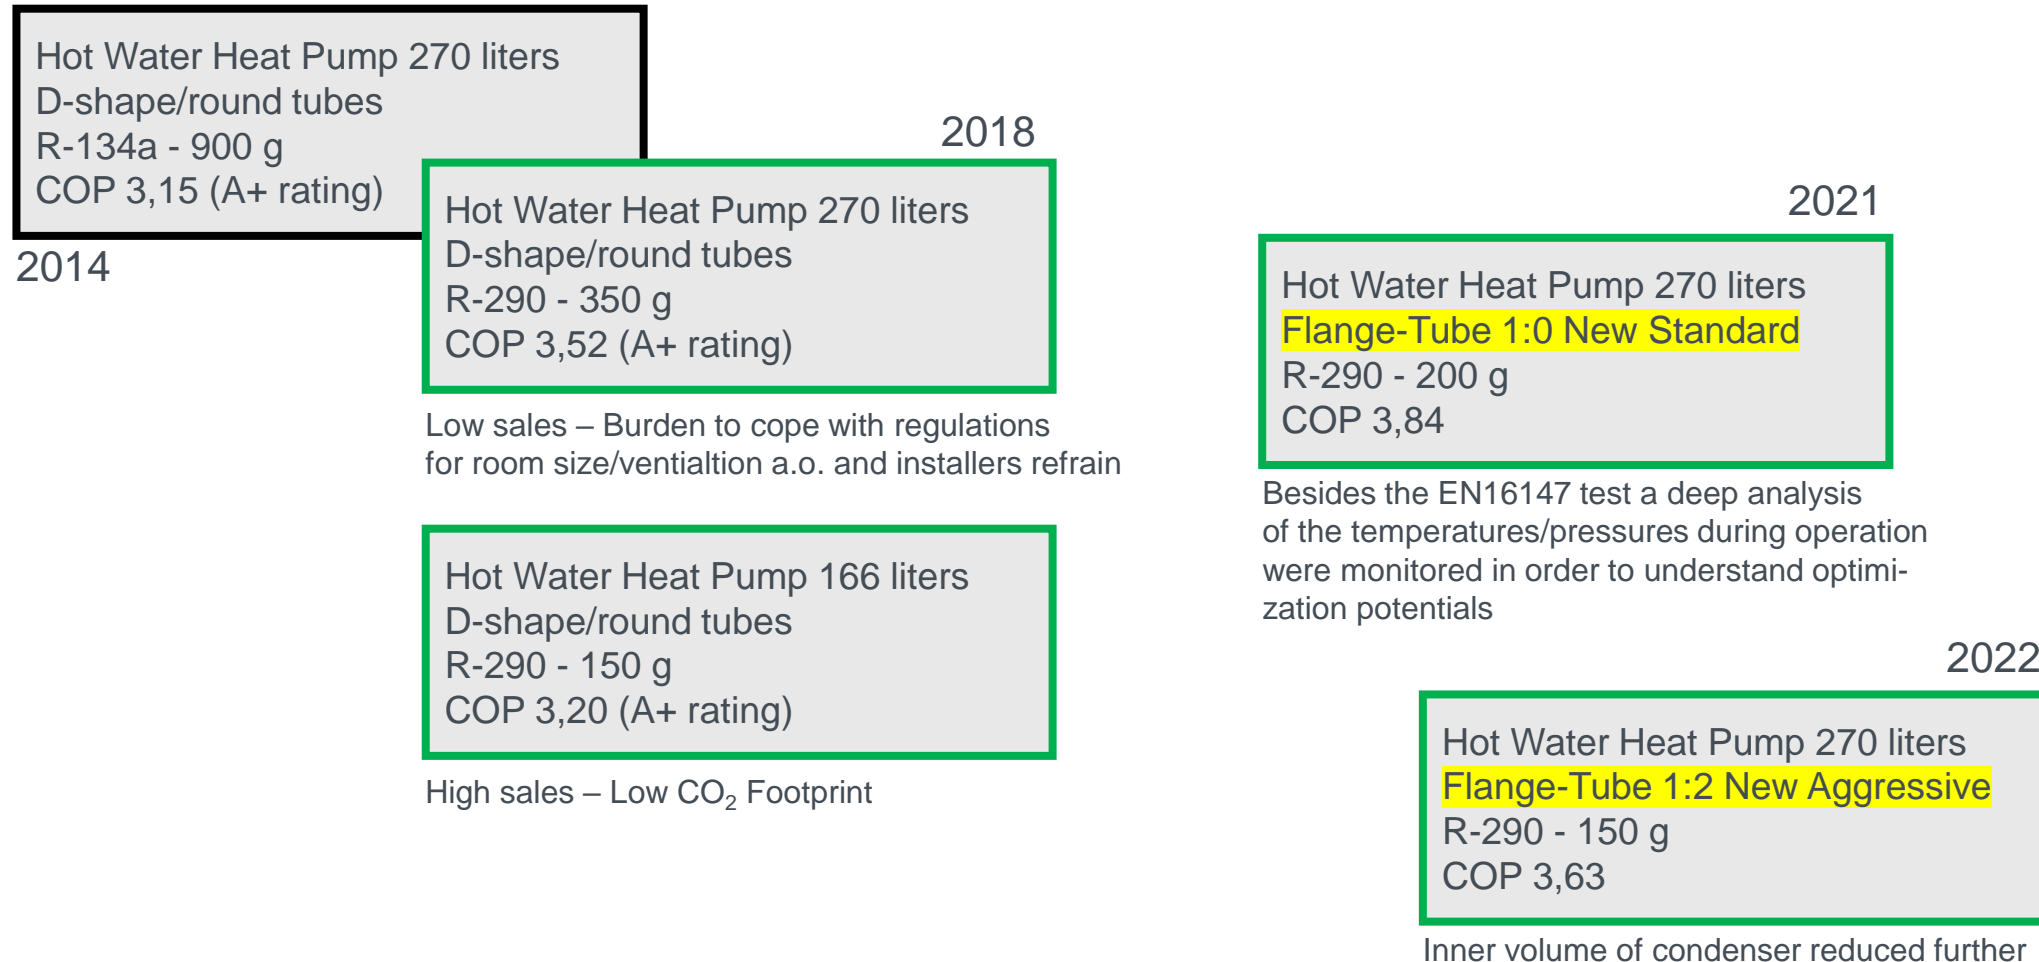 Hot Water Heat Pump 270 liters
D-shape/round tubes
R-134a - 900 g
COP 3,15 (A+ rating)
2014
2018
Hot Water Heat Pump 270 liters
D-shape/round tubes
R-290 - 350 g
COP 3,52 (A+ rating)
Low sales – Burden to cope with regulations
for room size/ventialtion a.o. and installers refrain
Hot Water Heat Pump 166 liters
D-shape/round tubes
R-290 - 150 g
COP 3,20 (A+ rating)
High sales – Low CO₂ Footprint
2021
Hot Water Heat Pump 270 liters
Flange-Tube 1:0 New Standard
R-290 - 200 g
COP 3,84
Besides the EN16147 test a deep analysis
of the temperatures/pressures during operation
were monitored in order to understand optimi-
zation potentials
2022
Hot Water Heat Pump 270 liters
Flange-Tube 1:2 New Aggressive
R-290 - 150 g
COP 3,63
Inner volume of condenser reduced further